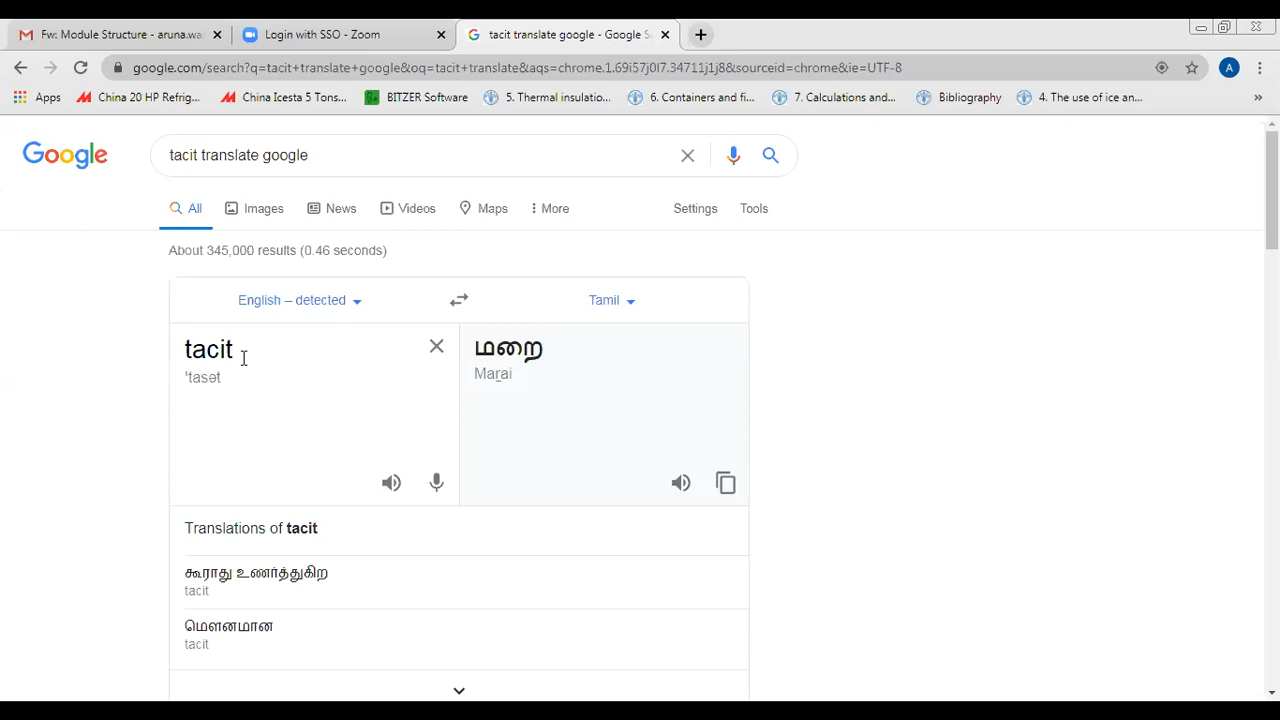 Fw: Module Structure - aruna.wa
Login with SSO - Zoom
tacit translate google - Google S
google.com/search?q=tacit+translate+google&oq=tacit+translate&aqs=chrome.1.69i57j0l7.34711j1j8&sourceid=chrome&ie=UTF-8
A
Apps
China 20 HP Refrig...
China Icesta 5 Tons...
BITZER Software
5. Thermal insulatio...
6. Containers and fi...
7. Calculations and...
Bibliography
4. The use of ice an...
Google
tacit translate google
All
Images
News
Videos
Maps
More
Settings
Tools
About 345,000 results (0.46 seconds)
English – detected
Tamil
tacit
ˈtasət
மறை
Maṟai
Translations of tacit
கூராது உணர்த்துகிற
tacit
மௌனமான
tacit